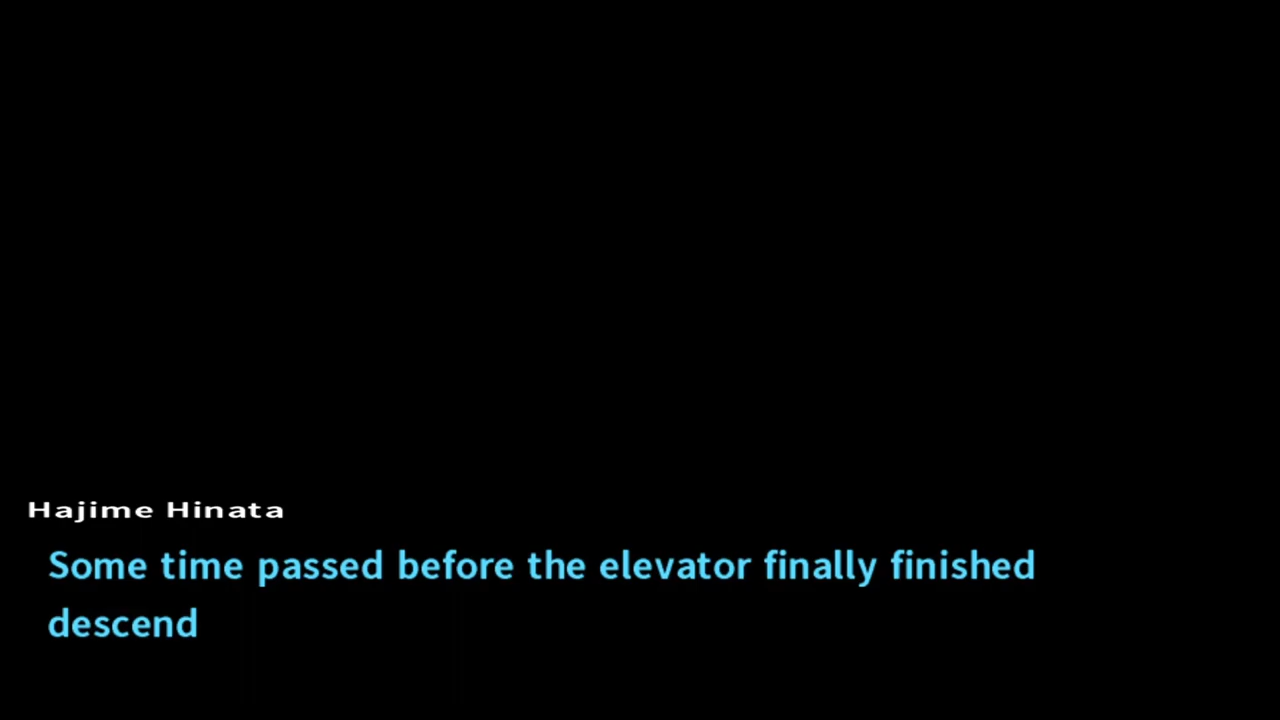 Hajime Hinata
Some time passed before the elevator finally finished
descend